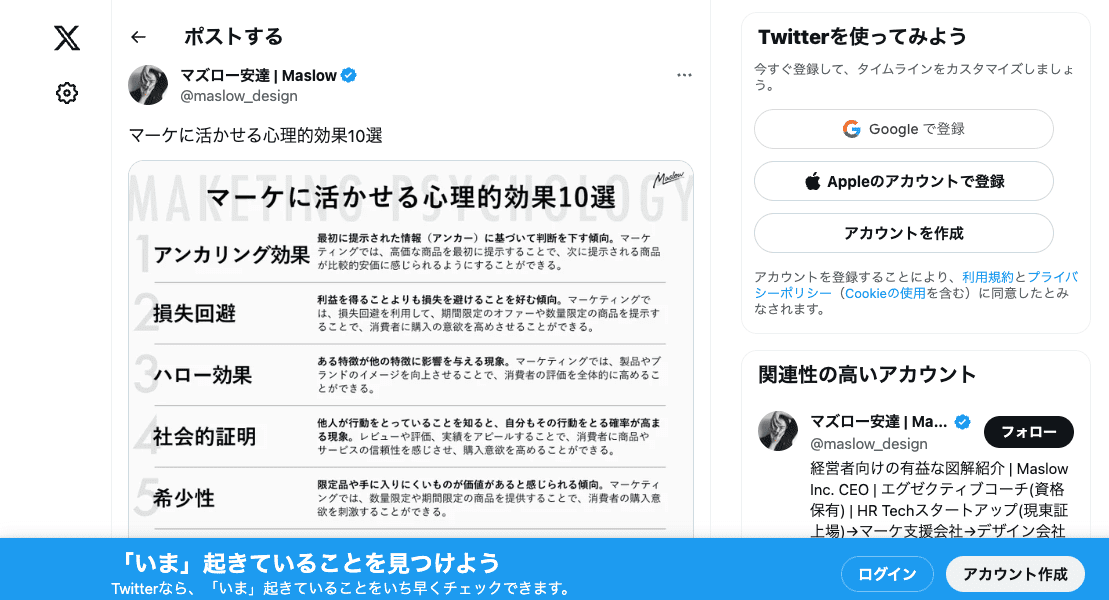 ポストする
マズロー安達 | Maslow
@maslow_design
マーケに活かせる心理的効果10選
MAKETING PSYCHOLOGY
Maslow
マーケに活かせる心理的効果10選
1
アンカリング効果
最初に提示された情報（アンカー）に基づいて判断を下す傾向。マーケ
ティングでは、高価な商品を最初に提示することで、次に提示される商品
が比較的安価に感じられるようにすることができる。
2
損失回避
利益を得ることよりも損失を避けることを好む傾向。マーケティングで
は、損失回避を利用して、期間限定のオファーや数量限定の商品を提示す
ることで、消費者に購入の意欲を高めさせることができる。
3
ハロー効果
ある特徴が他の特徴に影響を与える現象。マーケティングでは、製品やブ
ランドのイメージを向上させることで、消費者の評価を全体的に高めるこ
とができる。
4
社会的証明
他人が行動をとっていることを知ると、自分もその行動をとる確率が高ま
る現象。レビューや評価、実績をアピールすることで、消費者に商品や
サービスの信頼性を感じさせ、購入意欲を高めることができる。
5
希少性
限定品や手に入りにくいものが価値があると感じられる傾向。マーケティ
ングでは、数量限定や期間限定の商品を提供することで、消費者の購入意
欲を刺激することができる。
Twitterを使ってみよう
今すぐ登録して、タイムラインをカスタマイズしましょ
う。
Google で登録
Appleのアカウントで登録
アカウントを作成
アカウントを登録することにより、利用規約とプライバ
シーポリシー（Cookieの使用を含む）に同意したとみ
なされます。
関連性の高いアカウント
マズロー安達 | Ma...
@maslow_design
フォロー
経営者向けの有益な図解紹介 | Maslow
Inc. CEO | エグゼクティブコーチ(資格
保有) | HR Techスタートアップ(現東証
上場)→マーケ支援会社→デザイン会社
「いま」起きていることを見つけよう
Twitterなら、「いま」起きていることをいち早くチェックできます。
ログイン
アカウント作成